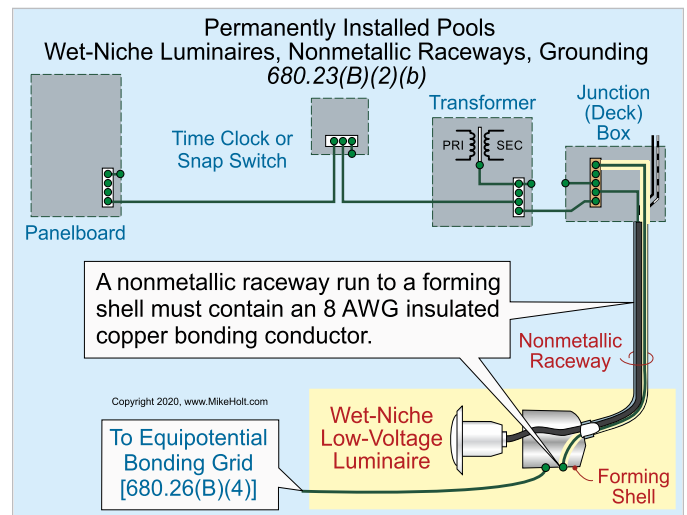 Permanently Installed Pools
Wet-Niche Luminaires, Nonmetallic Raceways, Grounding
680.23(B)(2)(b)
Time Clock or
Snap Switch
Transformer
Junction
(Deck)
Box
PRI
SEC
Panelboard
A nonmetallic raceway run to a forming
shell must contain an 8 AWG insulated
copper bonding conductor.
Nonmetallic
Raceway
Copyright 2020, www.MikeHolt.com
To Equipotential
Bonding Grid
[680.26(B)(4)]
Wet-Niche
Low-Voltage
Luminaire
Forming
Shell